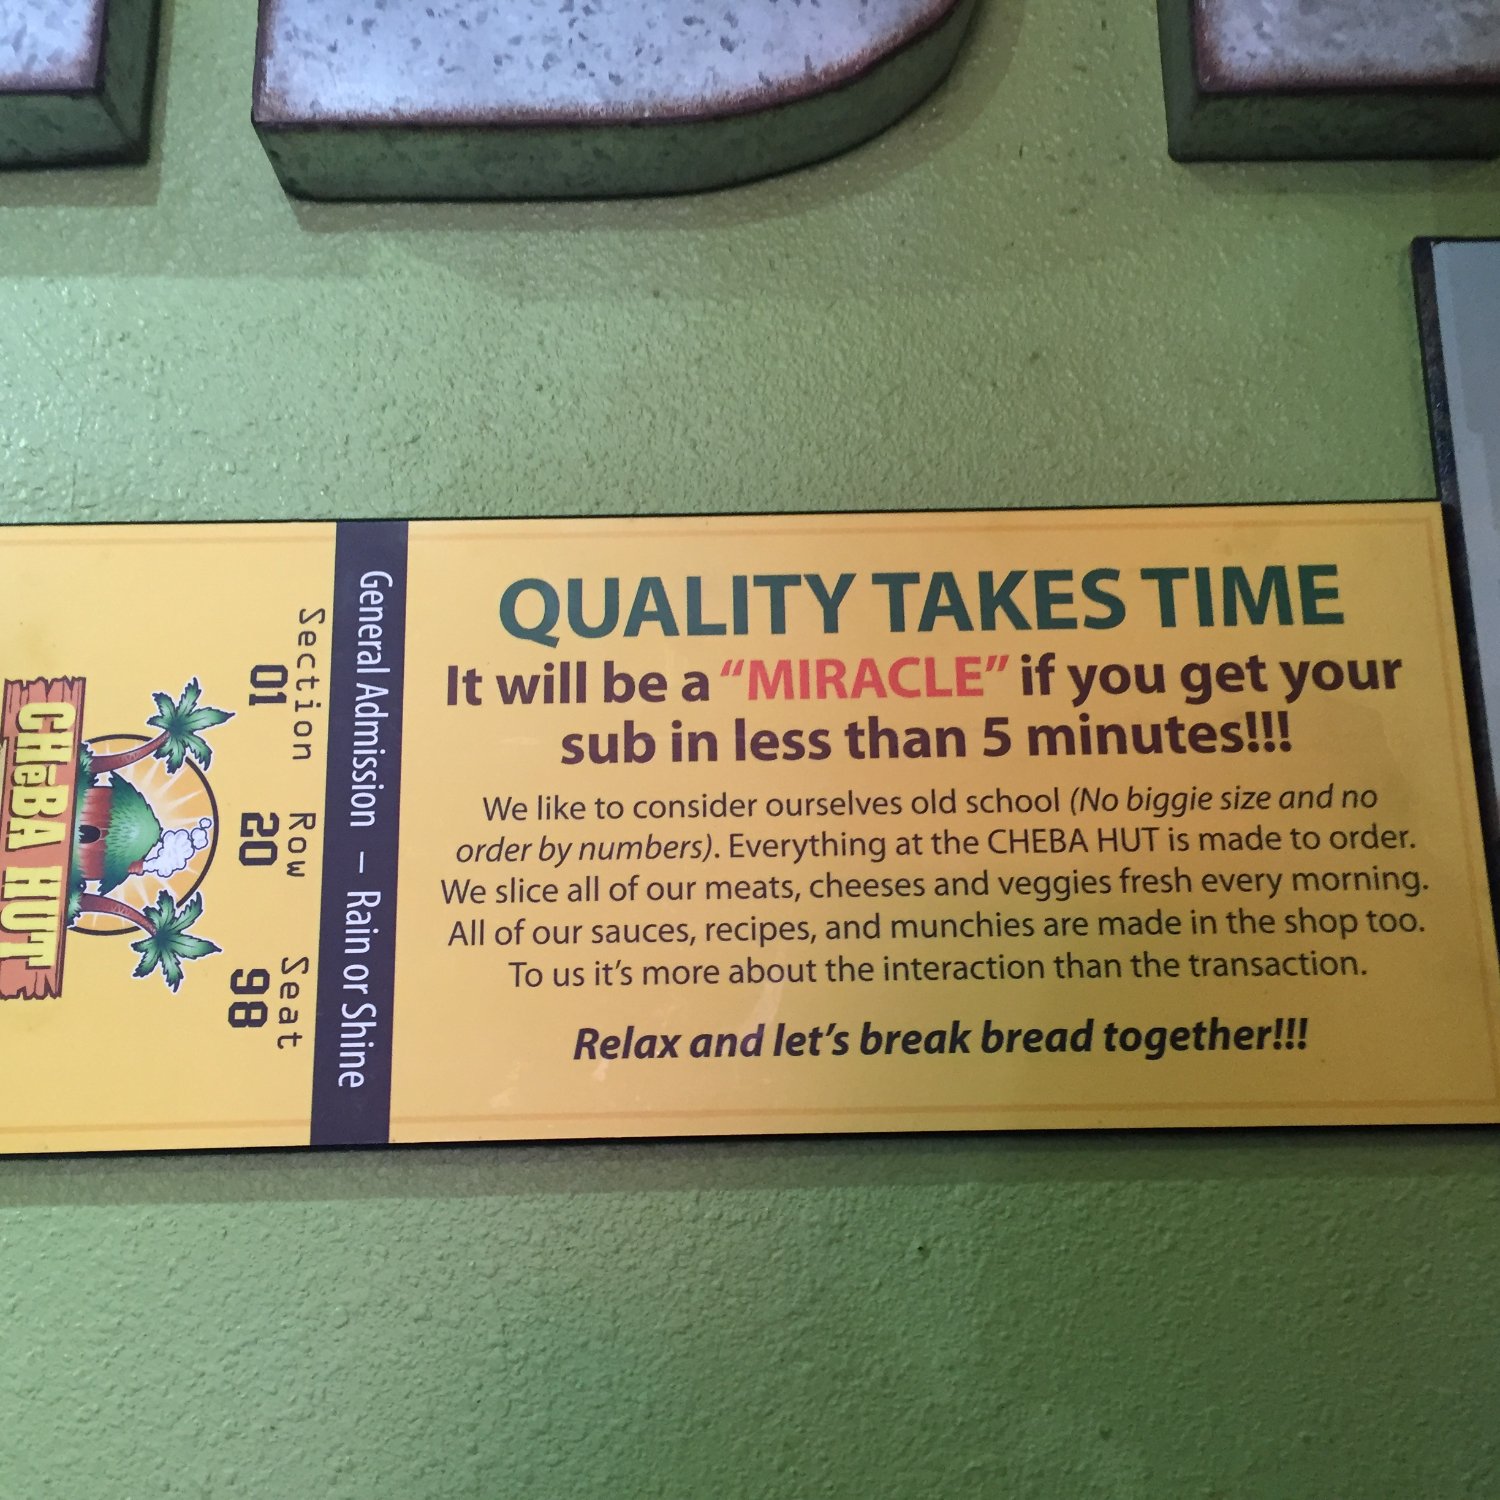 CHēBA HUT
Section Row Seat
01 20 98
General Admission – Rain or Shine
QUALITY TAKES TIME
It will be a “MIRACLE” if you get your
sub in less than 5 minutes!!!
We like to consider ourselves old school (No biggie size and no
order by numbers). Everything at the CHEBA HUT is made to order.
We slice all of our meats, cheeses and veggies fresh every morning.
All of our sauces, recipes, and munchies are made in the shop too.
To us it’s more about the interaction than the transaction.
Relax and let’s break bread together!!!